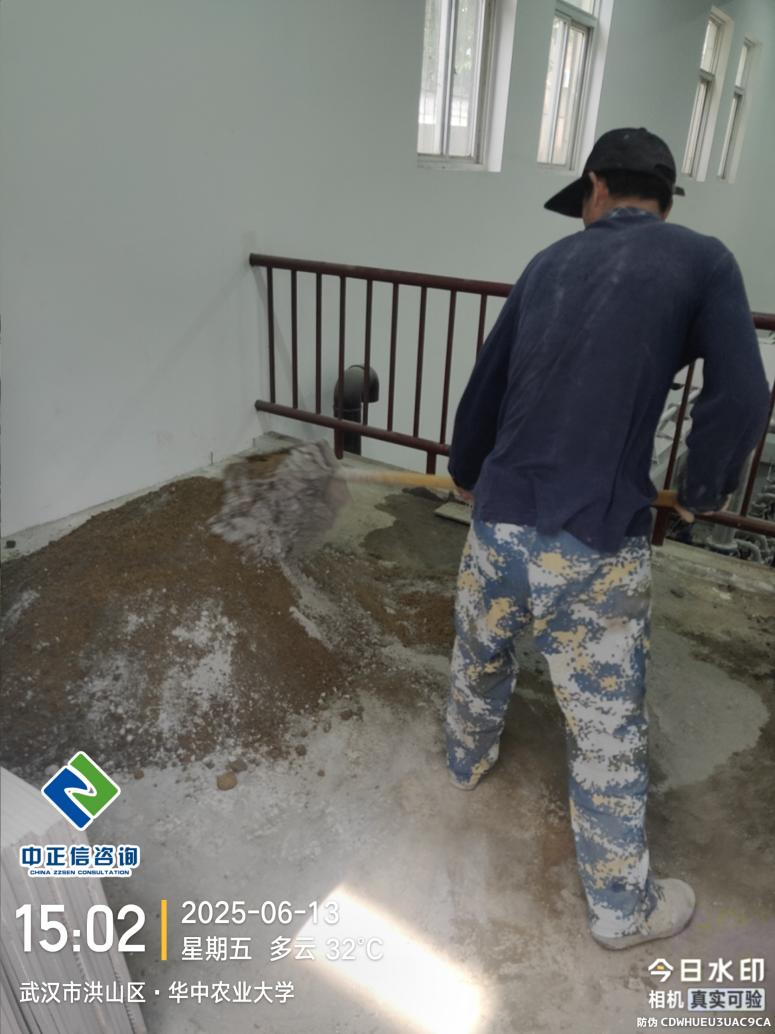 中正信咨询
CHINA ZZSEN CONSULTATION
15:02
2025-06-13
星期五 多云 32℃
武汉市洪山区·华中农业大学
今日水印
相机 真实可验
防伪 CDWHUEU3UAC9CA